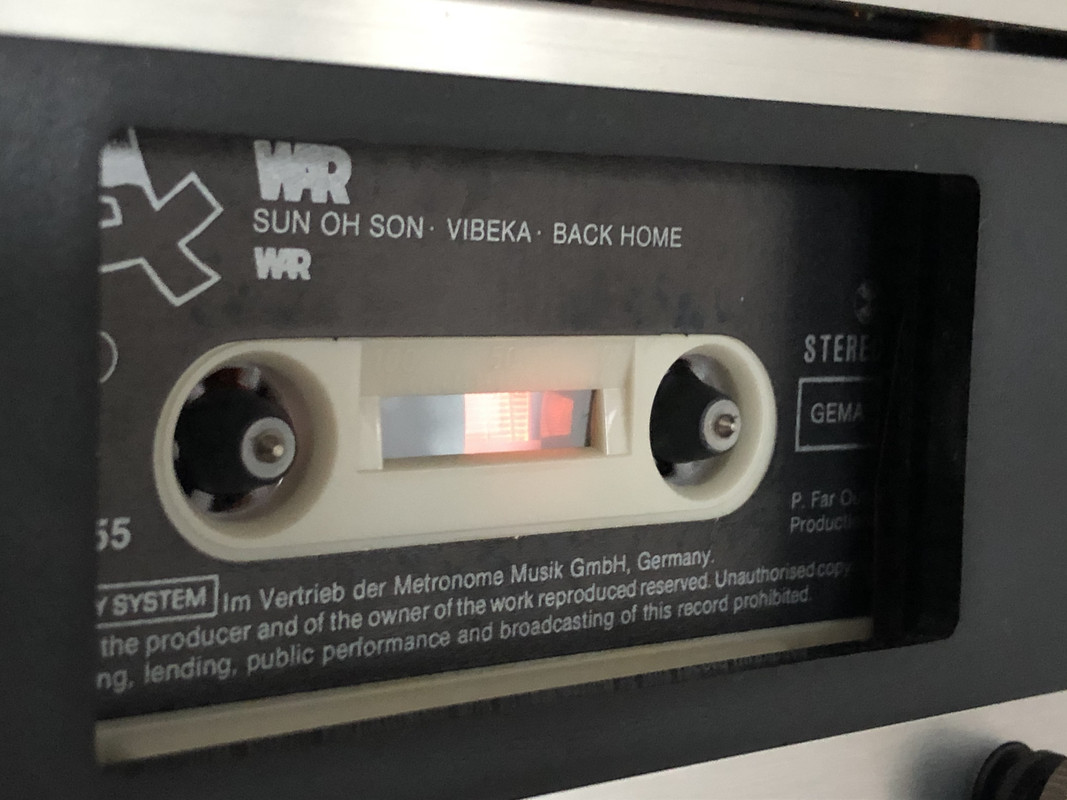 WAR
SUN OH SON · VIBEKA · BACK HOME
WAR
STERE
GEMA
55
P. Far
Producti
Y SYSTEM Im Vertrieb der Metronome Musik GmbH, Germany.
the producer and of the owner of the work reproduced reserved. Unauthorised copy
ng, lending, public performance and broadcasting of this record prohibited.